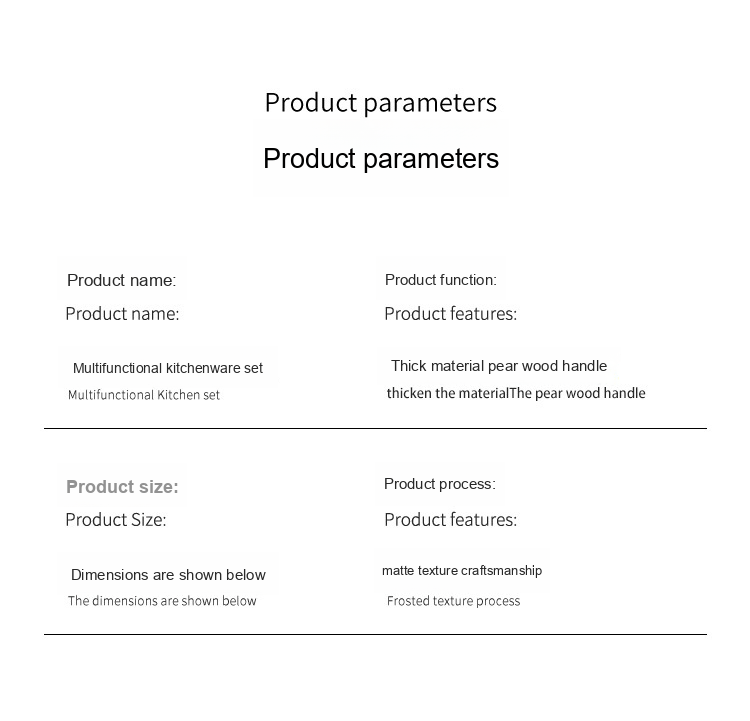 Product parameters
Product parameters
Product name:
Product name:
Multifunctional kitchenware set
Multifunctional Kitchen set
Product function:
Product features:
Thick material pear wood handle
thicken the materialThe pear wood handle
Product size:
Product Size:
Dimensions are shown below
The dimensions are shown below
Product process:
Product features:
matte texture craftsmanship
Frosted texture process